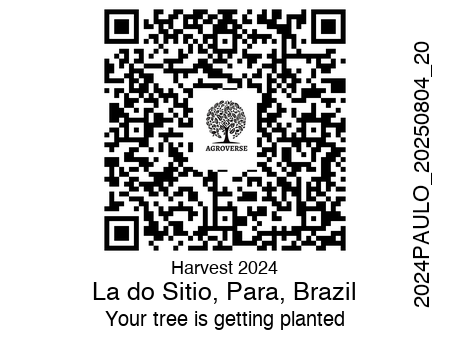 AGROVERSE
Harvest 2024
La do Sitio, Para, Brazil
Your tree is getting planted
2024PAULO_20250804_20